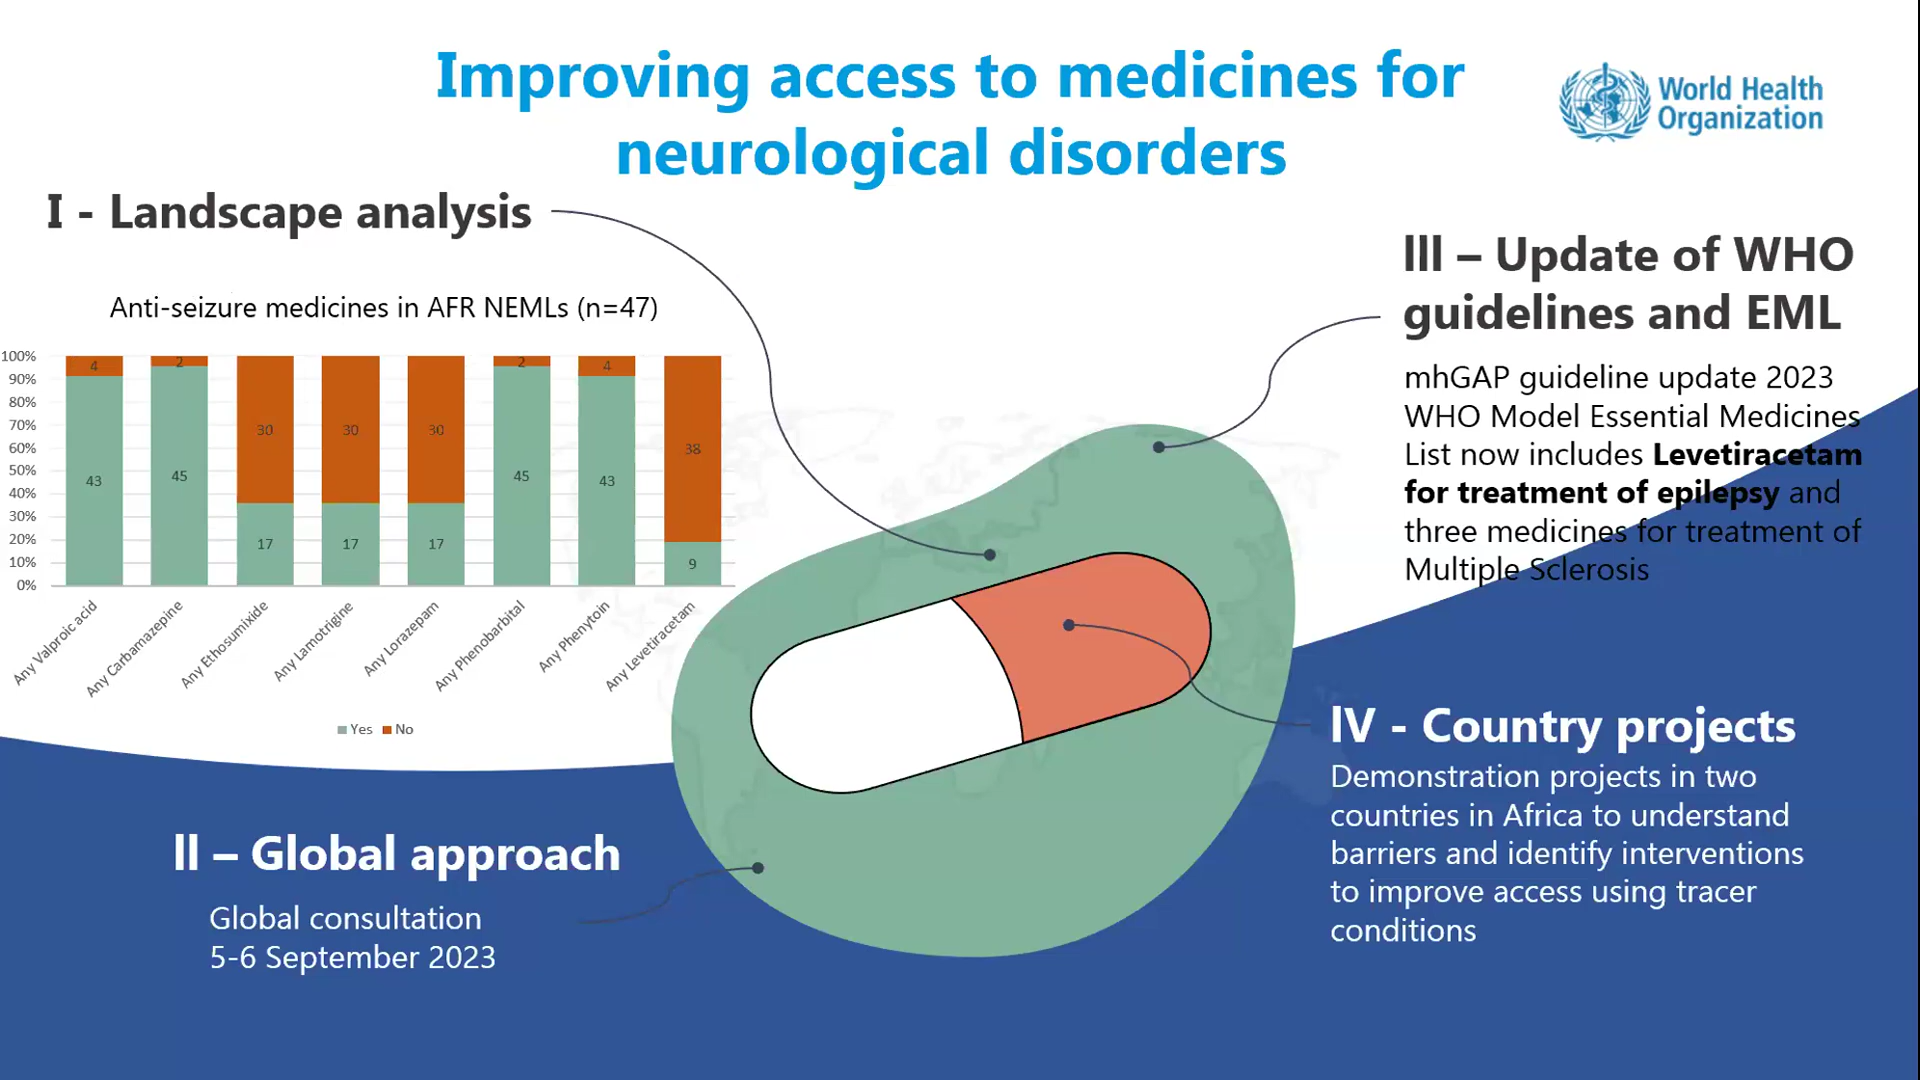 Improving access to medicines for
neurological disorders
World Health
Organization
I - Landscape analysis
Anti-seizure medicines in AFR NEMLs (n=47)
100%
90%
80%
70%
60%
50%
40%
30%
20%
10%
0%
4
2
30
30
30
2
4
38
43
45
17
17
17
45
43
9
Any Valproic acid
Any Carbamazepine
Any Ethosumixide
Any Lamotrigine
Any Lorazepam
Any Phenobarbital
Any Phenytoin
Any Levetiracetam
Yes No
lll – Update of WHO
guidelines and EML
mhGAP guideline update 2023
WHO Model Essential Medicines
List now includes Levetiracetam
for treatment of epilepsy and
three medicines for treatment of
Multiple Sclerosis
ll – Global approach
Global consultation
5-6 September 2023
lV - Country projects
Demonstration projects in two
countries in Africa to understand
barriers and identify interventions
to improve access using tracer
conditions